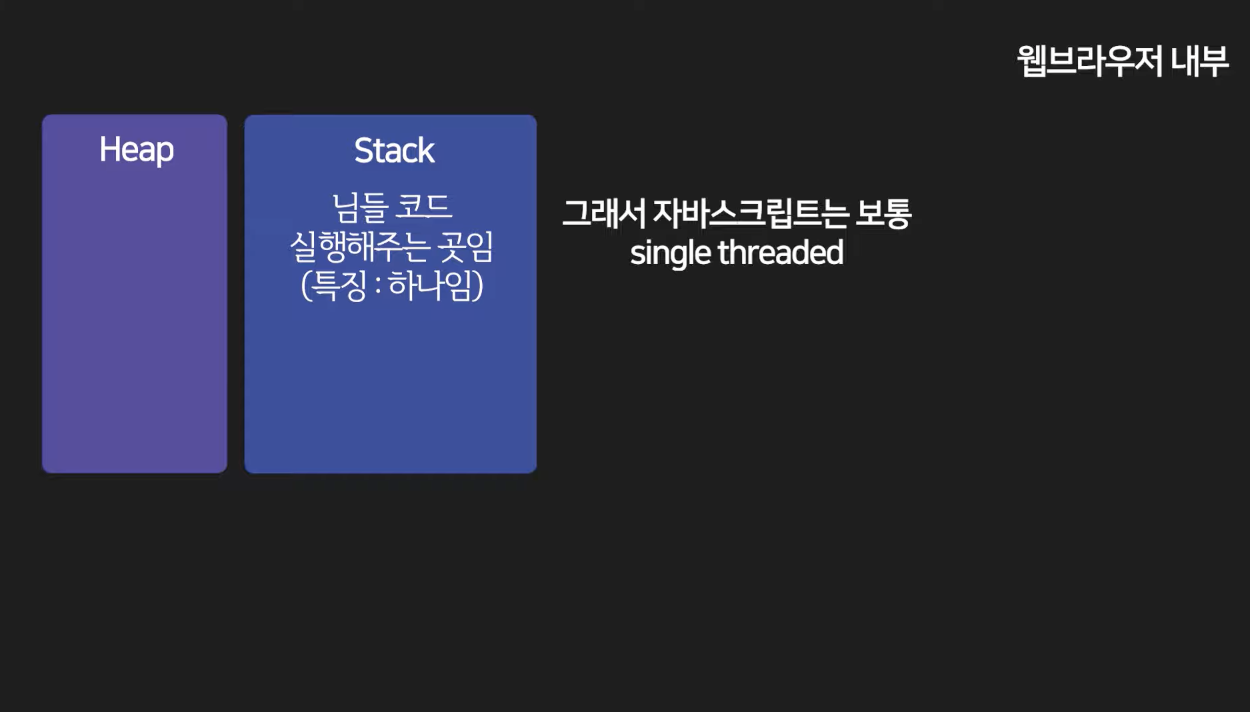 웹브라우저 내부
Heap
Stack
님들 코드
실행해주는 곳임
(특징 : 하나임)
그래서 자바스크립트는 보통
single threaded